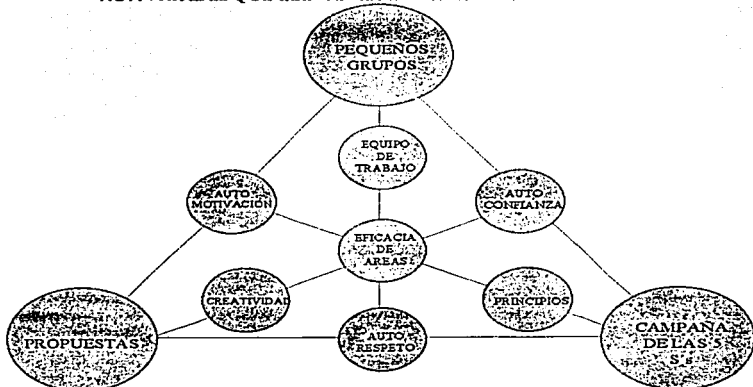 PEQUEÑOS
GRUPOS
EQUIPO
DE
TRABAJO
AUTO
MOTIVACIÓN
AUTO
CONFIANZA
EFICACIA
DE
AREAS
CREATIVIDAD
PRINCIPIOS
PROPUESTAS
AUTO
RESPETO
CAMPAÑA
DE LAS 5
S's